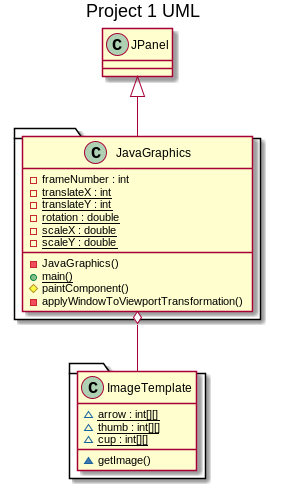 Project 1 UML
C JPanel
C JavaGraphics
frameNumber : int
translateX : int
translateY : int
rotation : double
scaleX : double
scaleY : double
JavaGraphics()
main()
paintComponent()
applyWindowToViewportTransformation()
C ImageTemplate
arrow : int[][]
thumb : int[][]
cup : int[][]
getImage()